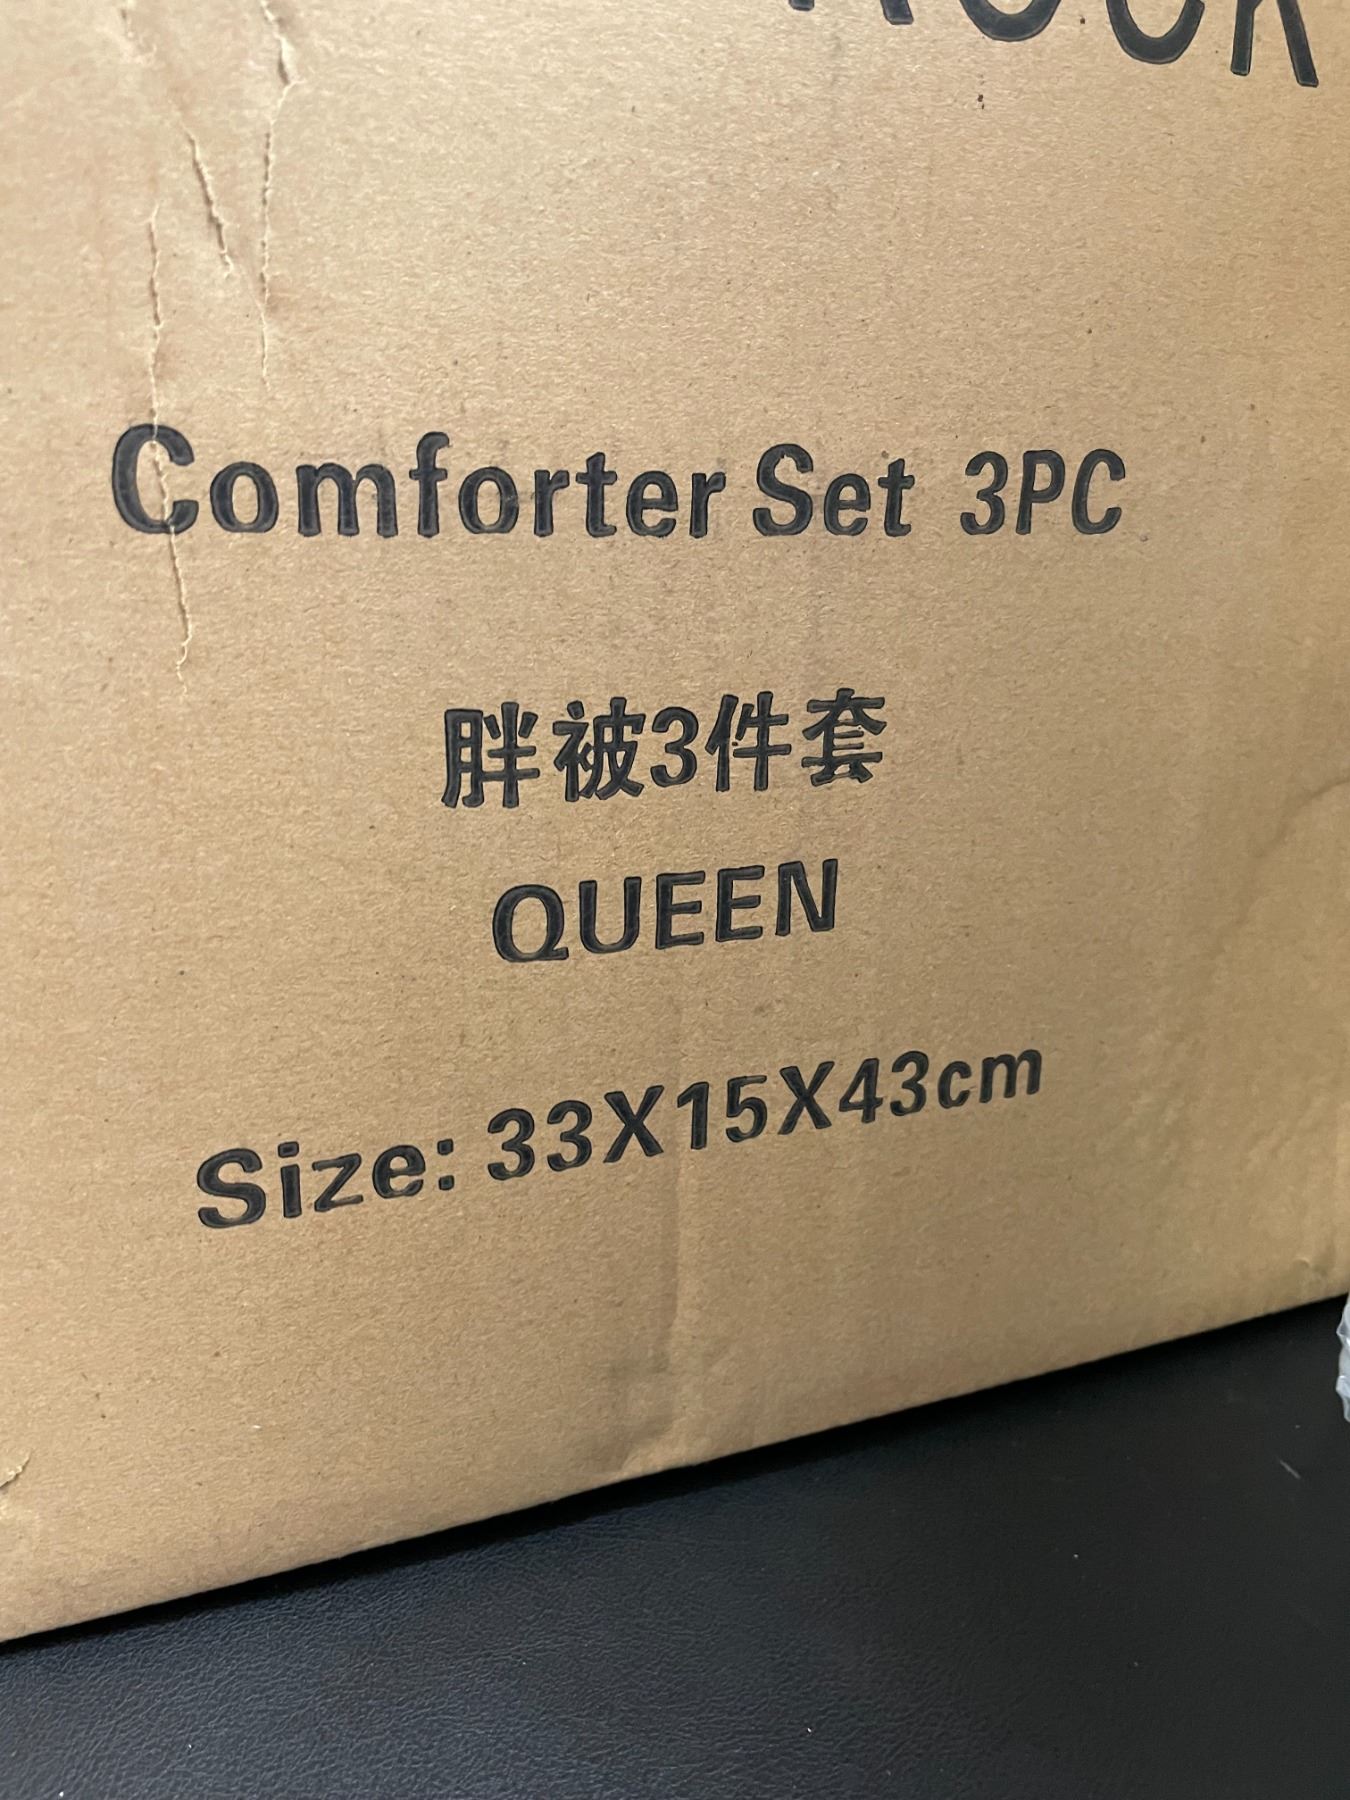 Comforter Set 3PC
胖被3件套
QUEEN
Size: 33X15X43cm